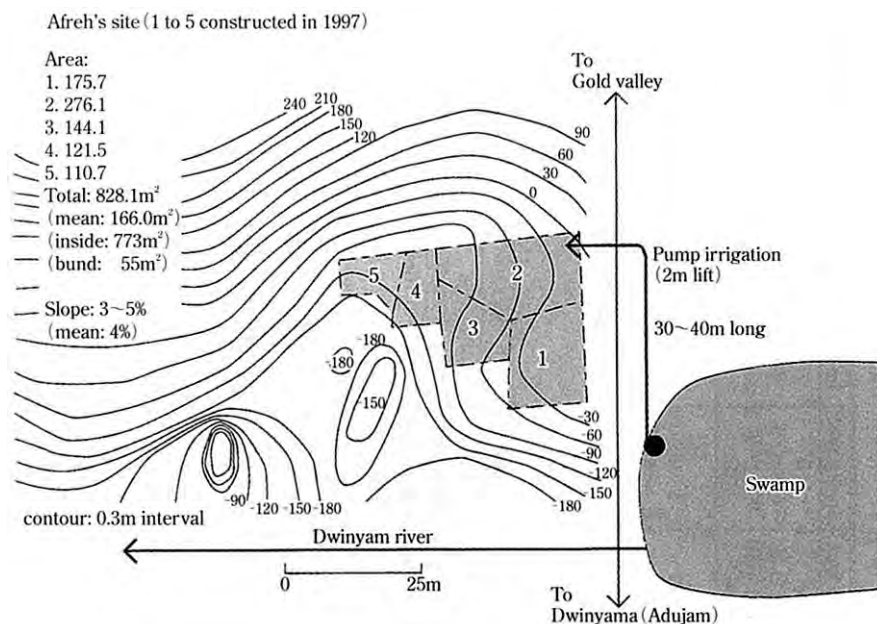 Afreh's site (1 to 5 constructed in 1997)
Area:
1. 175.7
2. 276.1
3. 144.1
4. 121.5
5. 110.7
Total: 828.1m²
(mean: 166.0m²)
(inside: 773m²)
(bund: 55m²)
Slope: 3~5%
(mean: 4%)
To
Gold valley
240
210
180
150
120
90
60
30
0
Pump irrigation
(2m lift)
30~40m long
5
4
2
3
1
-180
-180
-150
-30
-60
-90
-120
-150
-180
-90
-120
-150
-180
Swamp
contour: 0.3m interval
Dwinyam river
0
25m
To
Dwinyama (Adujam)